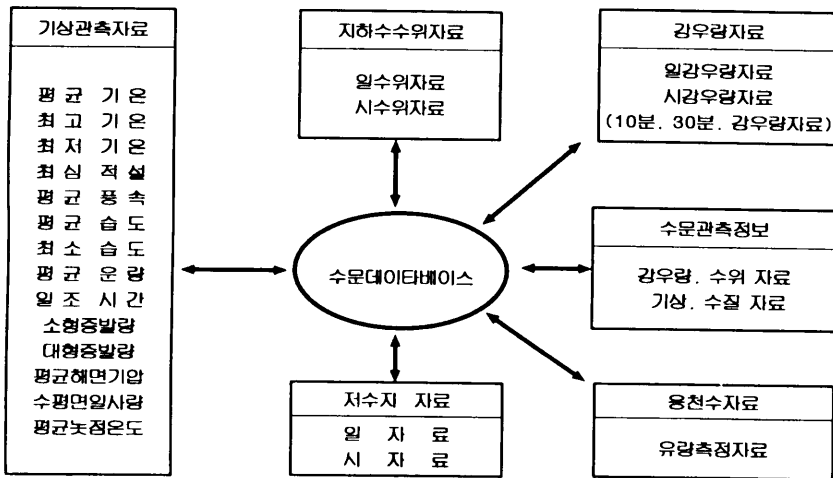 기상관측자료
평 균 기 온
최 고 기 온
최 저 기 온
최 심 적 설
평 균 풍 속
평 균 습 도
최 소 습 도
평 균 운 량
일 조 시 간
소형증발량
대형증발량
평균해면기압
수평면일사량
평균놋점온도
지하수수위자료
일수위자료
시수위자료
강우량자료
일강우량자료
시강우량자료
(10분. 30분. 강우량자료)
수문데이타베이스
수문관측정보
강우량. 수위 자료
기상. 수질 자료
저수지 자료
일 자 료
시 자 료
용천수자료
유량측정자료